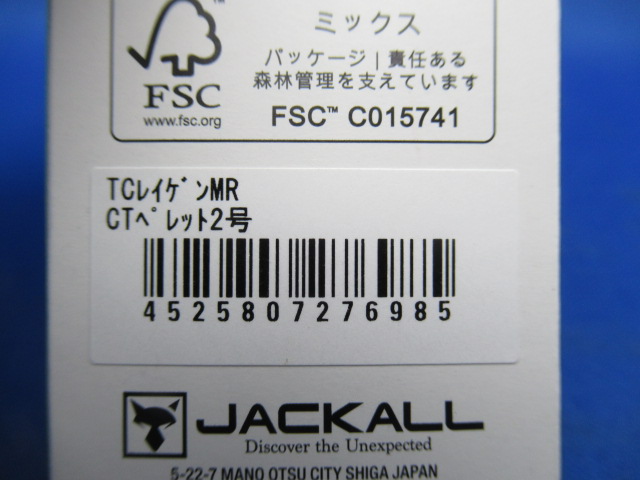 ミックス
FSC
www.fsc.org
パッケージ | 責任ある
森林管理を支えています
FSC™ C015741
TCﾚｲｹﾞﾝMR
CTﾍﾟﾚｯﾄ2号
4525807276985
JACKALL
Discover the Unexpected
5-22-7 MANO OTSU CITY SHIGA JAPAN